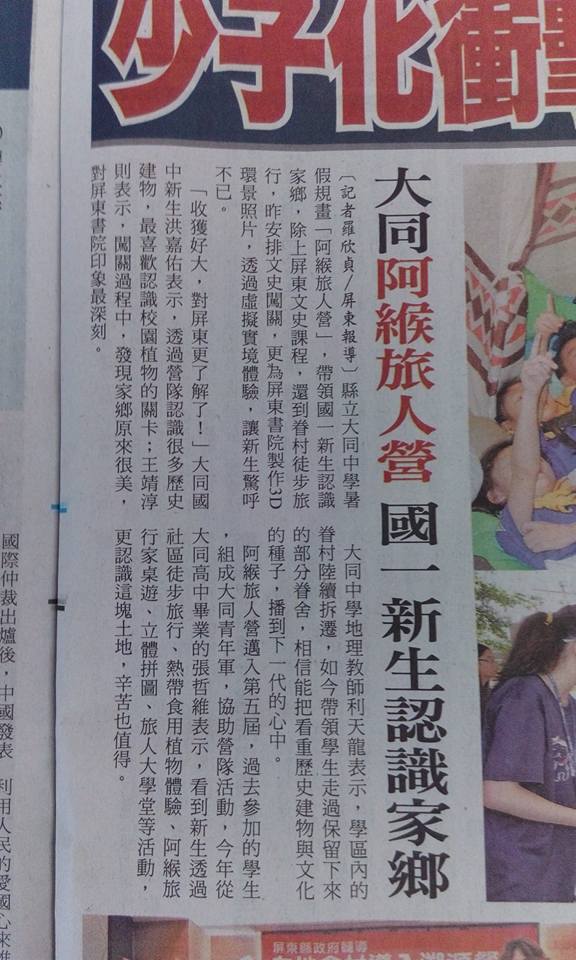 少子化衝擊
大同阿緱旅人營 國一新生認識家鄉
〔記者羅欣貞/屏東報導〕縣立大同中學暑
假規畫「阿緱旅人營」,帶領國一新生認識
家鄉,除上屏東文史課程,還到眷村徒步旅
行,昨安排文史闖關,更為屏東書院製作3D
環景照片,透過虛擬實境體驗,讓新生驚呼
不已。
「收獲好大,對屏東更了解了!」大同國
中新生洪嘉佑表示,透過營隊認識很多歷史
建物,最喜歡認識校園植物的關卡;王靖淳
則表示,闖關過程中,發現家鄉原來很美,
對屏東書院印象最深刻。
大同中學地理教師利天龍表示,學區內的
眷村陸續拆遷,如今帶領學生走過保留下來
的部分眷舍,相信能把看重歷史建物與文化
的種子,播到下一代的心中。
阿緱旅人營邁入第五屆,過去參加的學生
,組成大同青年軍,協助營隊活動,今年從
大同高中畢業的張哲維表示,看到新生透過
社區徒步旅行、熱帶食用植物體驗、阿緱旅
行家桌遊、立體拼圖、旅人大學堂等活動,
更認識這塊土地,辛苦也值得。
國際仲裁出爐後,中國發表
利用人民的愛國心來
屏東縣政府輔導